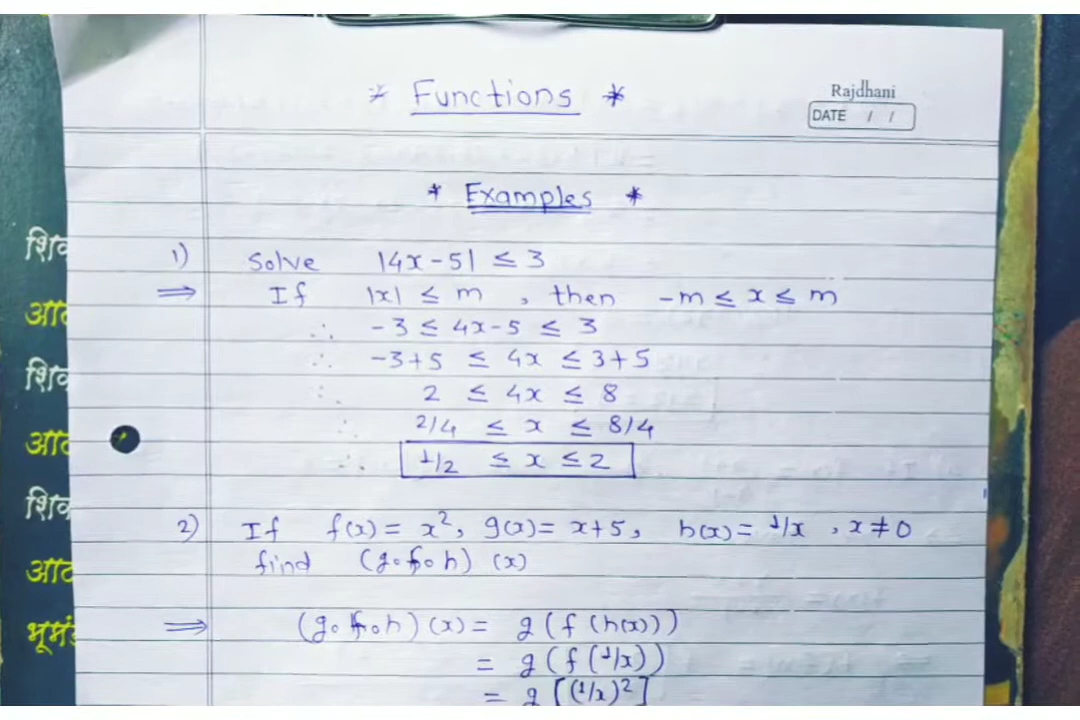 * Functions *
Rajdhani
DATE / /
* Examples *
1) Solve |4x-5| ≤ 3
⇒ If |x| ≤ m , then -m ≤ x ≤ m
∴ -3 ≤ 4x-5 ≤ 3
∴ -3+5 ≤ 4x ≤ 3+5
∴ 2 ≤ 4x ≤ 8
∴ 2/4 ≤ x ≤ 8/4
∴ 1/2 ≤ x ≤ 2
2) If f(x) = x², g(x) = x+5, h(x) = 1/x , x ≠ 0
find (g∘f∘h) (x)
⇒ (g∘f∘h) (x) = g(f(h(x)))
= g(f(1/x))
= g[(1/x)²]